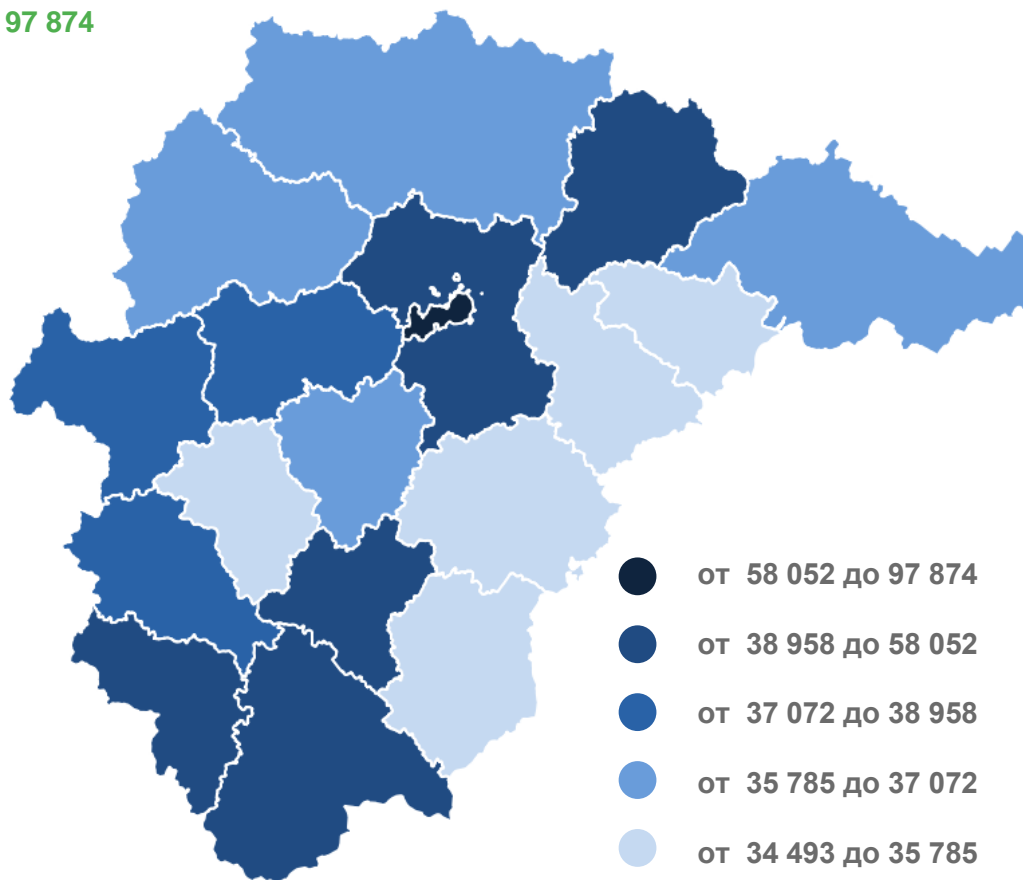 97 874
от 58 052 до 97 874
от 38 958 до 58 052
от 37 072 до 38 958
от 35 785 до 37 072
от 34 493 до 35 785